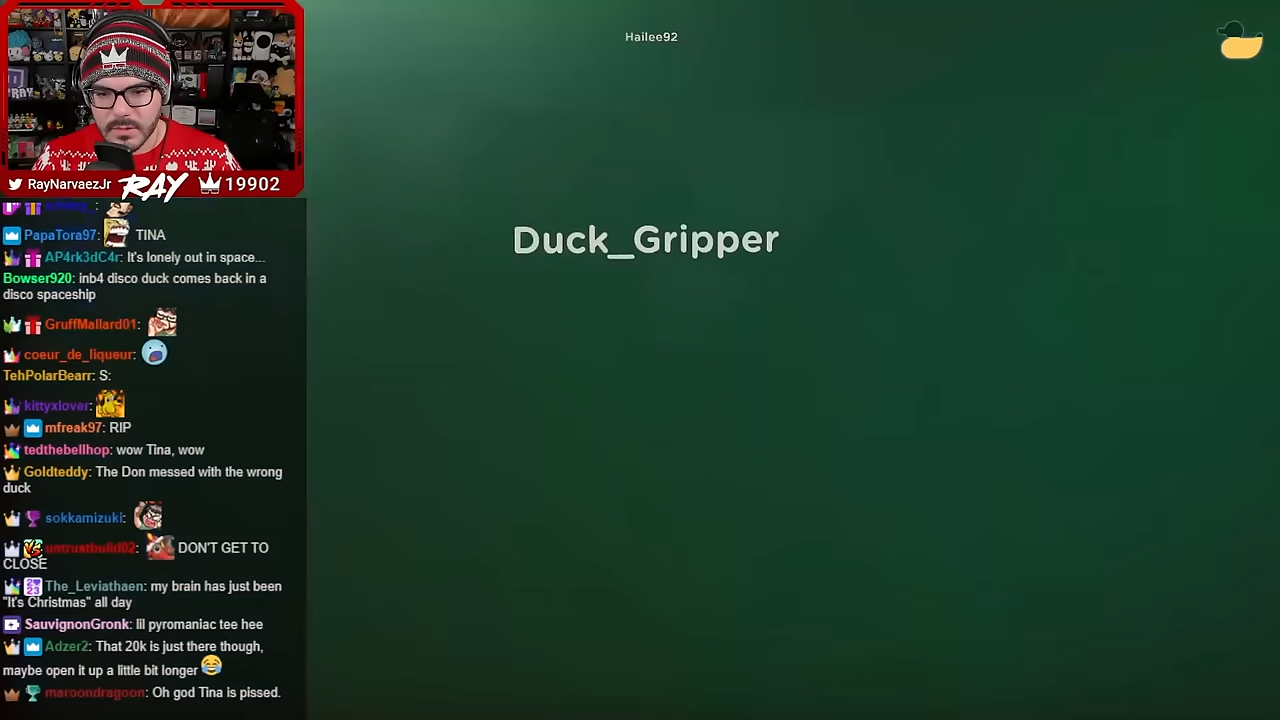 Hailee92
Duck_Gripper
RayNarvaezJr RAY 19902
PapaTora97: TINA
AP4rk3dC4r: It's lonely out in space...
Bowser920: inb4 disco duck comes back in a
disco spaceship
GruffMallard01:
coeur_de_liqueur:
TehPolarBearr: S:
kittyxlover:
mfreak97: RIP
tedthebellhop: wow Tina, wow
Goldteddy: The Don messed with the wrong
duck
sokkamizuki:
untrustbuild02: DON'T GET TO
CLOSE
The_Leviathaen: my brain has just been
"It's Christmas" all day
SauvignonGronk: lil pyromaniac tee hee
Adzer2: That 20k is just there though,
maybe open it up a little bit longer
maroondragoon: Oh god Tina is pissed.